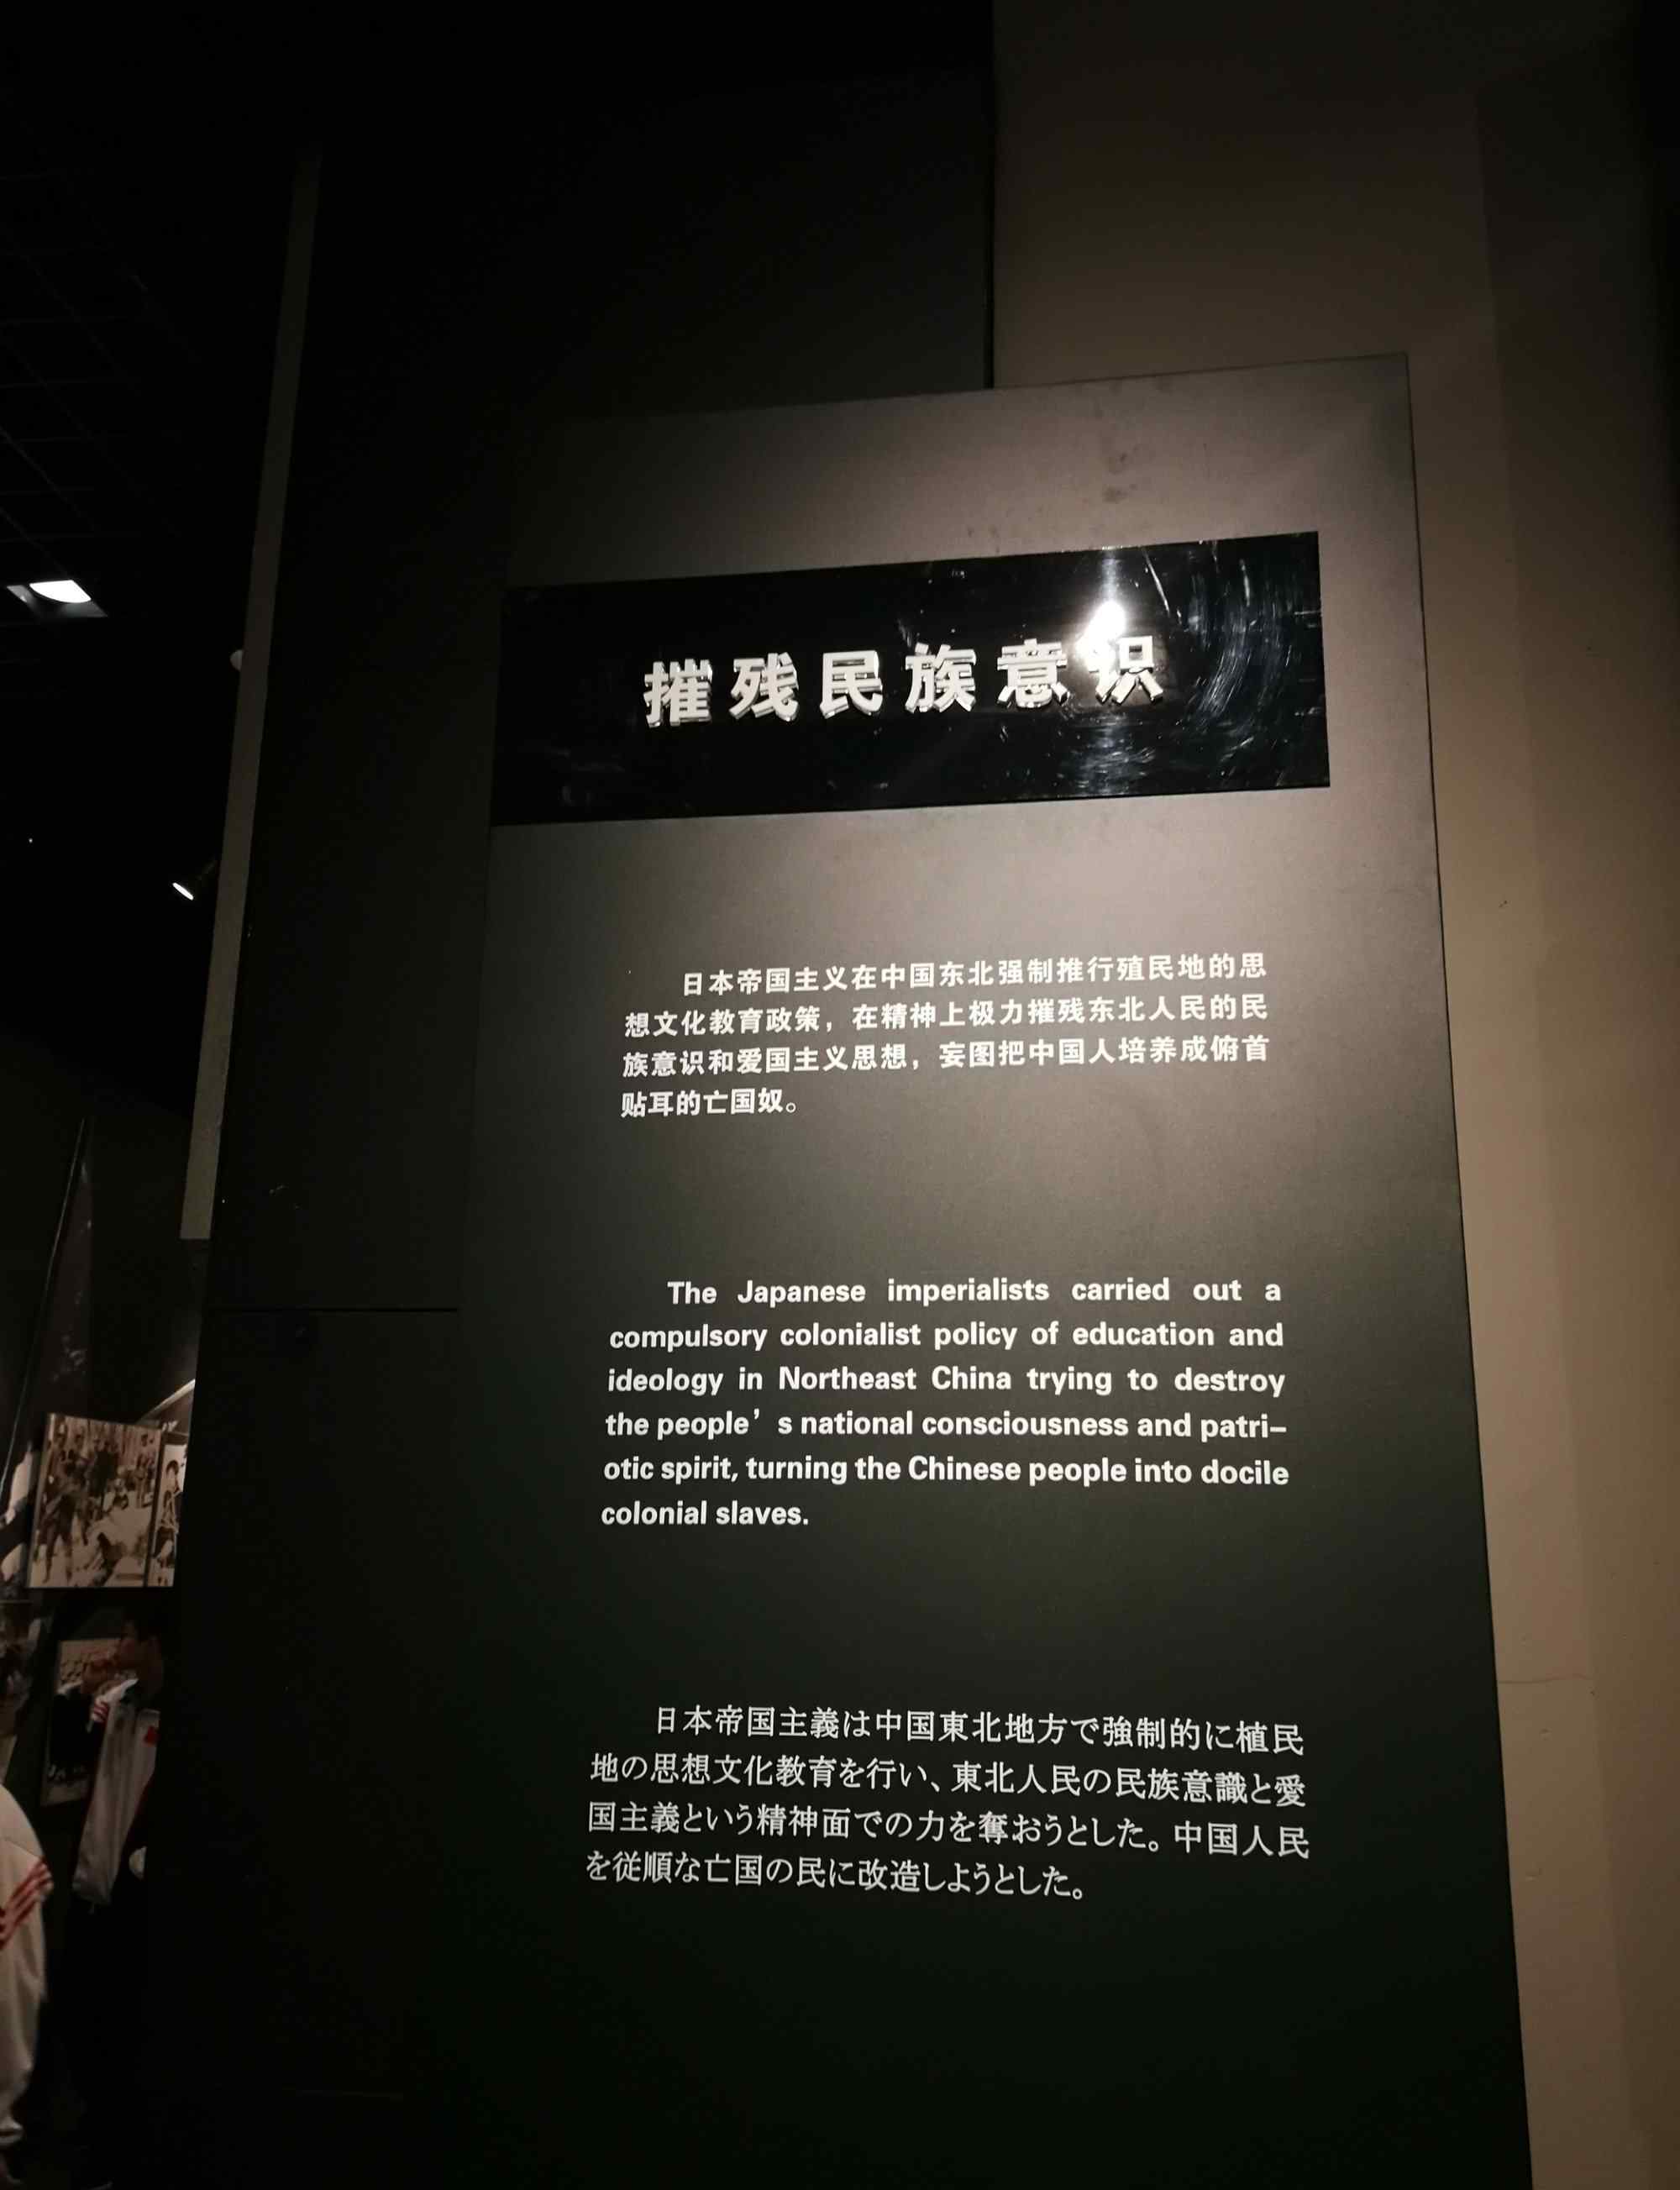 摧残民族意识
日本帝国主义在中国东北强制推行殖民地的思
想文化教育政策，在精神上极力摧残东北人民的民
族意识和爱国主义思想，妄图把中国人培养成俯首
贴耳的亡国奴。
The Japanese imperialists carried out a
compulsory colonialist policy of education and
ideology in Northeast China trying to destroy
the people’s national consciousness and patri–
otic spirit, turning the Chinese people into docile
colonial slaves.
日本帝国主義は中国東北地方で強制的に植民
地の思想文化教育を行い、東北人民の民族意識と愛
国主義という精神面での力を奪おうとした。中国人民
を従順な亡国の民に改造しようとした。